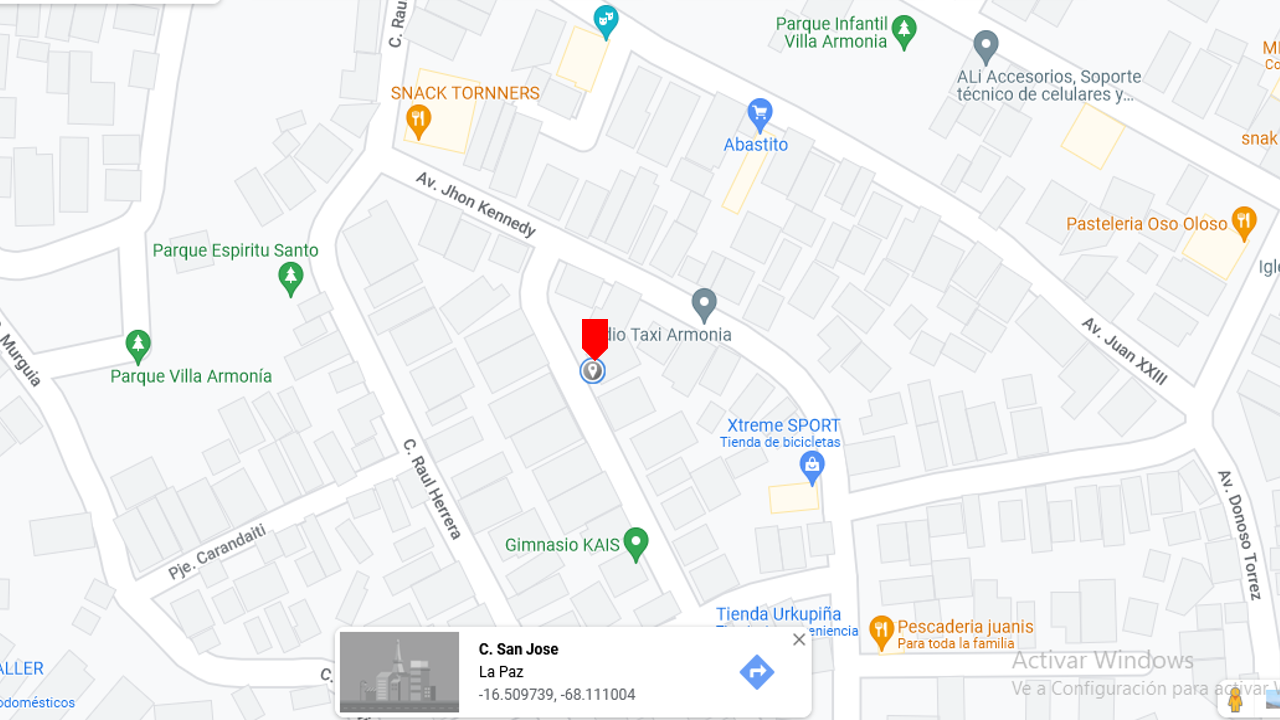 C. Rau
Parque Infantil
Villa Armonia
ALi Accesorios, Soporte
técnico de celulares y...
SNACK TORNNERS
Abastito
snak
Av. Jhon Kennedy
Pasteleria Oso Oloso
Parque Espiritu Santo
Igl
dio Taxi Armonia
Av. Juan XXIII
Murguia
Parque Villa Armonía
Xtreme SPORT
Tienda de bicicletas
C. Raul Herrera
Av. Donoso Torrez
Pje. Carandaiti
Gimnasio KAIS
Tienda Urkupiña
eniencia
Pescaderia juanis
Para toda la familia
C. San Jose
La Paz
-16.509739, -68.111004
Activar Windows
Ve a Configuración para activar
ALLER
odomésticos
C.